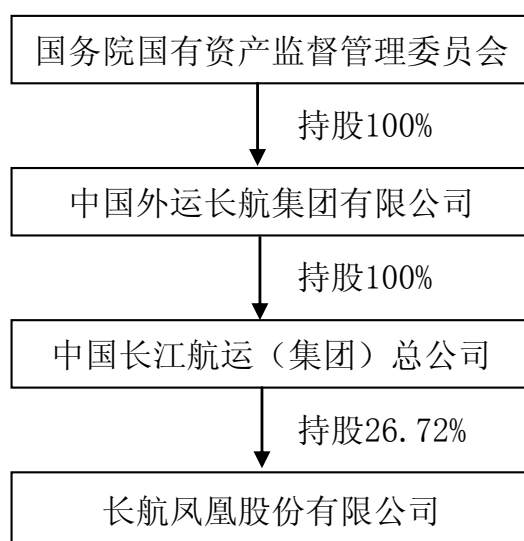 国务院国有资产监督管理委员会
持股100%
中国外运长航集团有限公司
持股100%
中国长江航运（集团）总公司
持股26.72%
长航凤凰股份有限公司